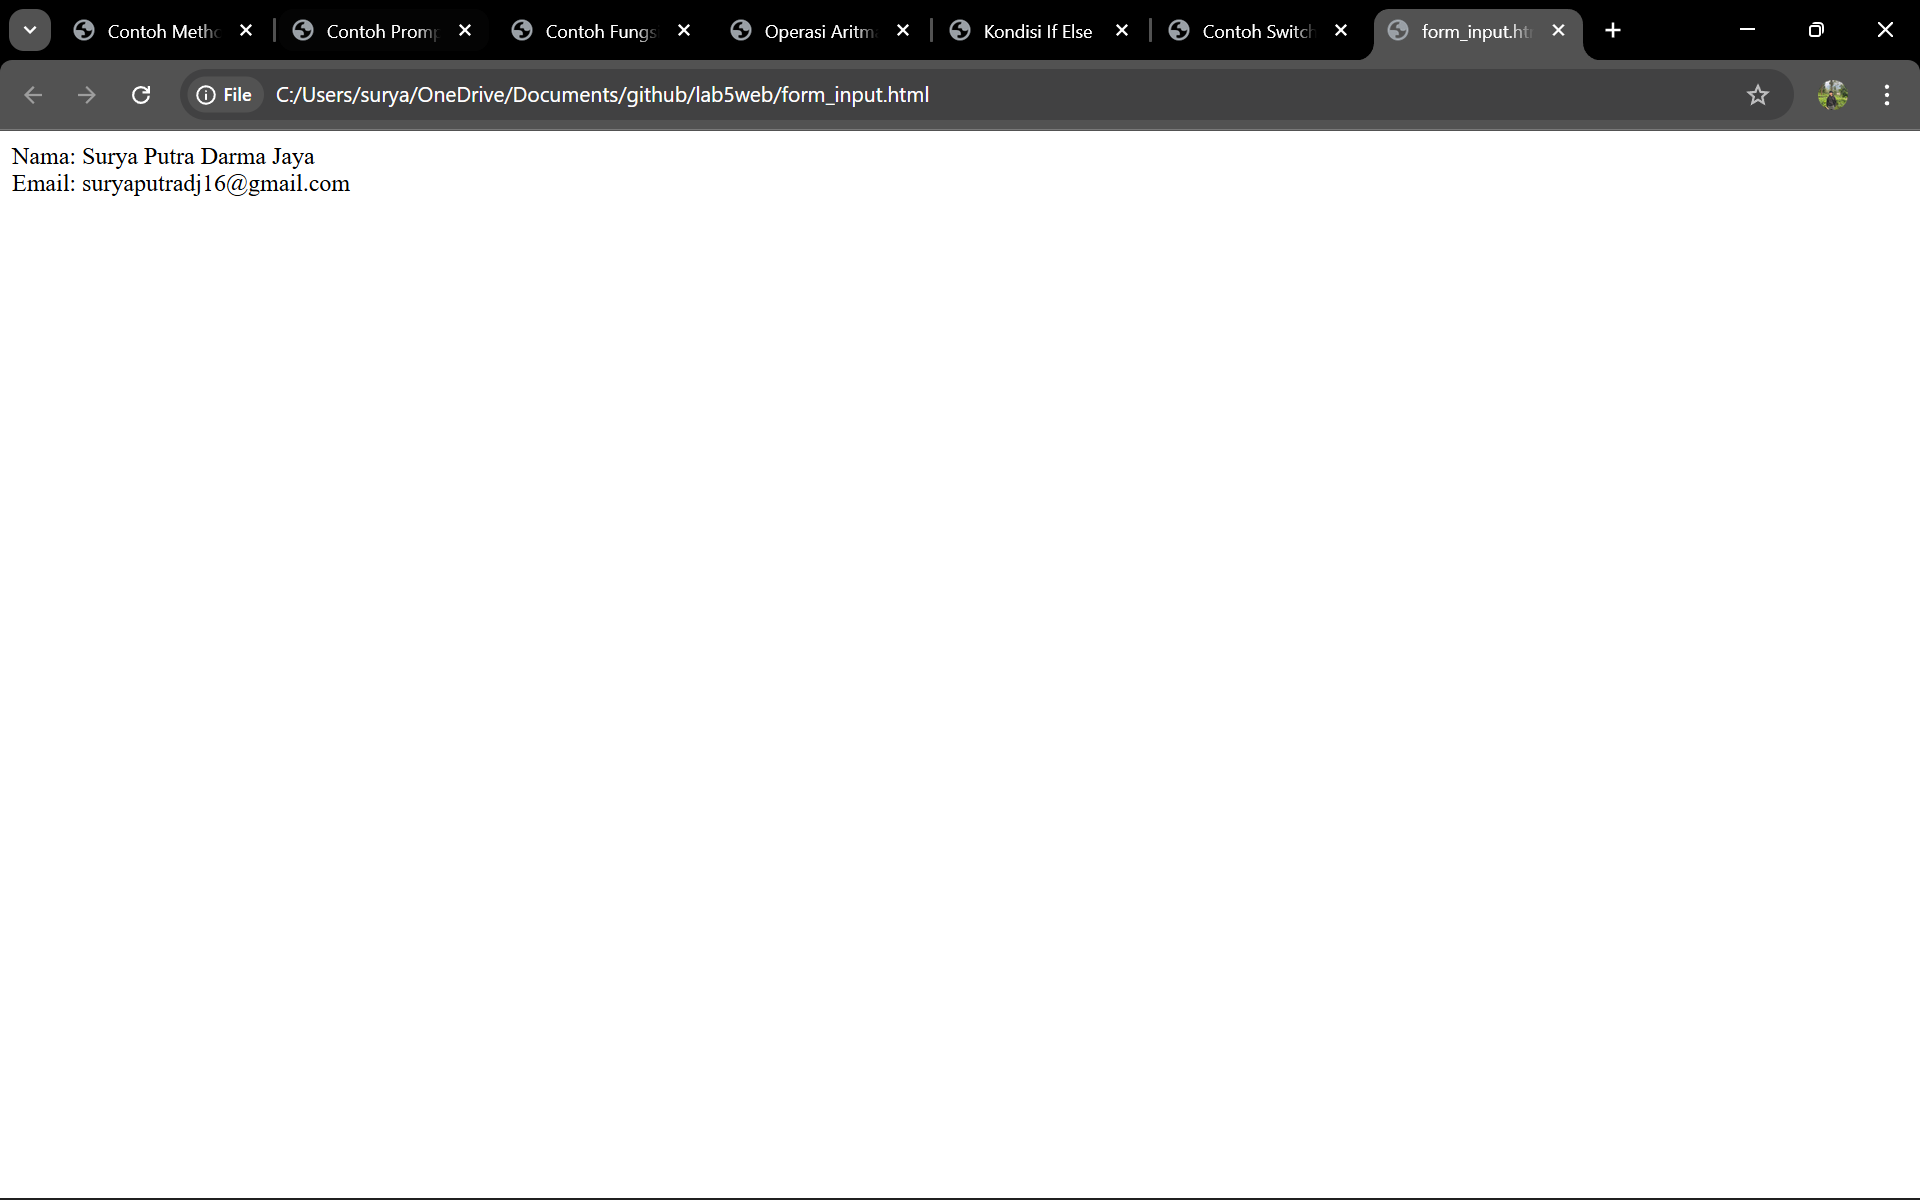 Contoh Metho
Contoh Promp
Contoh Fungs
Operasi Aritm
Kondisi If Else
Contoh Switch
form_input.ht
File
C:/Users/surya/OneDrive/Documents/github/lab5web/form_input.html
Nama: Surya Putra Darma Jaya
Email: suryaputradj16@gmail.com